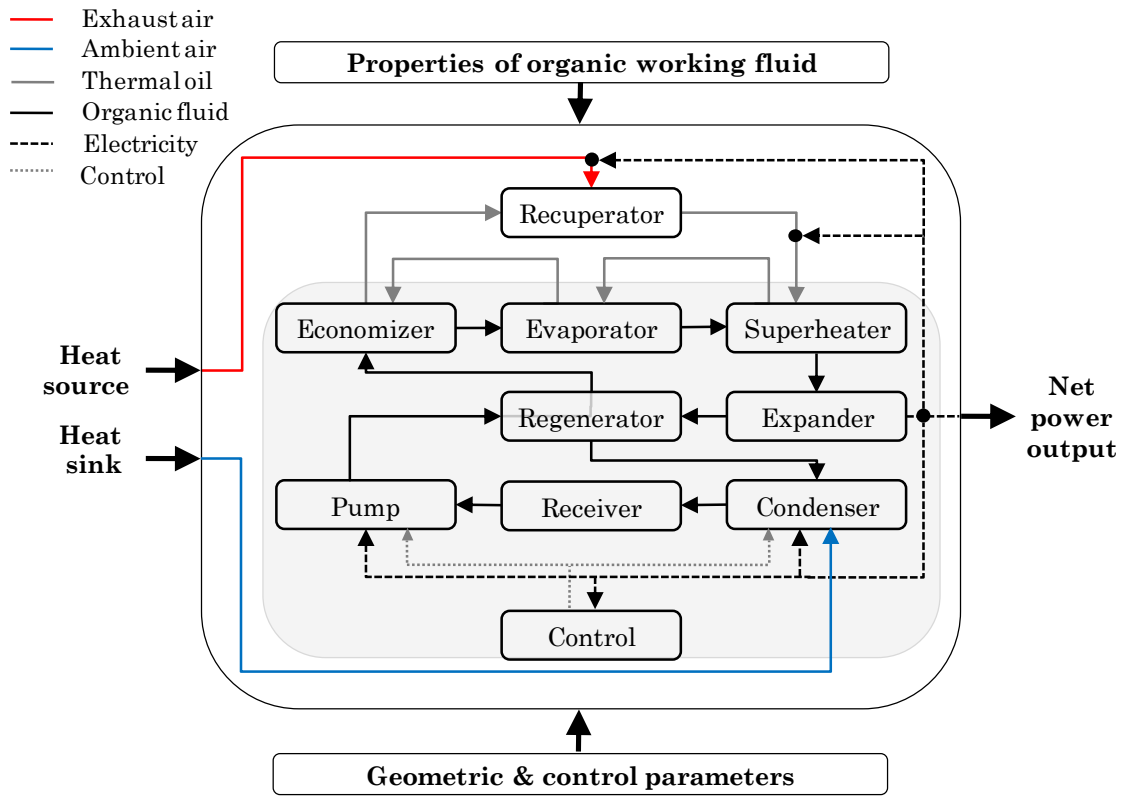 Exhaust air
Ambient air
Thermal oil
Organic fluid
Electricity
Control
Properties of organic working fluid
Recuperator
Economizer
Evaporator
Superheater
Heat
source
Regenerator
Expander
Net
power
output
Heat
sink
Pump
Receiver
Condenser
Control
Geometric & control parameters